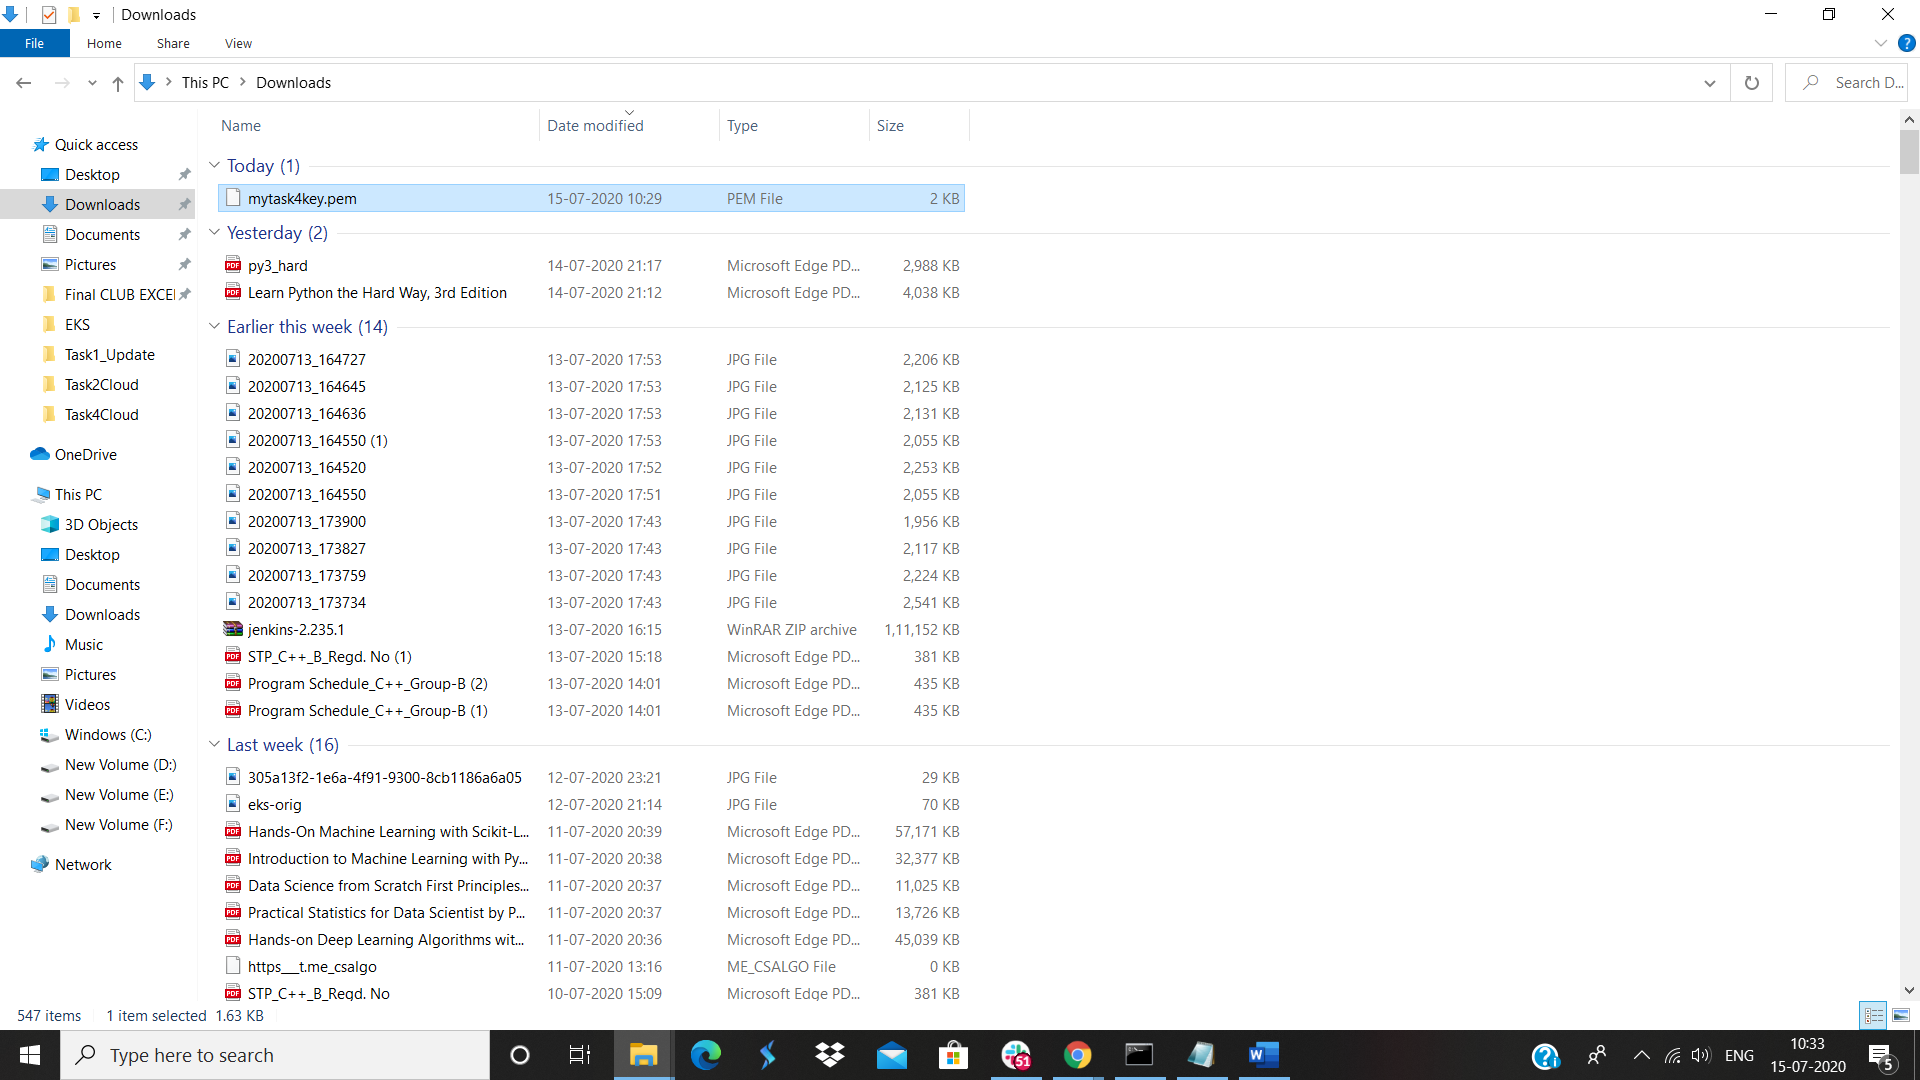 Downloads
File Home Share View
This PC Downloads
Search D...
Name Date modified Type Size
Quick access
Desktop
Downloads
Documents
Pictures
Final CLUB EXCEI
EKS
Task1_Update
Task2Cloud
Task4Cloud
OneDrive
This PC
3D Objects
Desktop
Documents
Downloads
Music
Pictures
Videos
Windows (C:)
New Volume (D:)
New Volume (E:)
New Volume (F:)
Network
Today (1)
mytask4key.pem 15-07-2020 10:29 PEM File 2 KB
Yesterday (2)
py3_hard 14-07-2020 21:17 Microsoft Edge PD... 2,988 KB
Learn Python the Hard Way, 3rd Edition 14-07-2020 21:12 Microsoft Edge PD... 4,038 KB
Earlier this week (14)
20200713_164727 13-07-2020 17:53 JPG File 2,206 KB
20200713_164645 13-07-2020 17:53 JPG File 2,125 KB
20200713_164636 13-07-2020 17:53 JPG File 2,131 KB
20200713_164550 (1) 13-07-2020 17:53 JPG File 2,055 KB
20200713_164520 13-07-2020 17:52 JPG File 2,253 KB
20200713_164550 13-07-2020 17:51 JPG File 2,055 KB
20200713_173900 13-07-2020 17:43 JPG File 1,956 KB
20200713_173827 13-07-2020 17:43 JPG File 2,117 KB
20200713_173759 13-07-2020 17:43 JPG File 2,224 KB
20200713_173734 13-07-2020 17:43 JPG File 2,541 KB
jenkins-2.235.1 13-07-2020 16:15 WinRAR ZIP archive 1,11,152 KB
STP_C++_B_Regd. No (1) 13-07-2020 15:18 Microsoft Edge PD... 381 KB
Program Schedule_C++_Group-B (2) 13-07-2020 14:01 Microsoft Edge PD... 435 KB
Program Schedule_C++_Group-B (1) 13-07-2020 14:01 Microsoft Edge PD... 435 KB
Last week (16)
305a13f2-1e6a-4f91-9300-8cb1186a6a05 12-07-2020 23:21 JPG File 29 KB
eks-orig 12-07-2020 21:14 JPG File 70 KB
Hands-On Machine Learning with Scikit-L... 11-07-2020 20:39 Microsoft Edge PD... 57,171 KB
Introduction to Machine Learning with Py... 11-07-2020 20:38 Microsoft Edge PD... 32,377 KB
Data Science from Scratch First Principles... 11-07-2020 20:37 Microsoft Edge PD... 11,025 KB
Practical Statistics for Data Scientist by P... 11-07-2020 20:37 Microsoft Edge PD... 13,726 KB
Hands-on Deep Learning Algorithms wit... 11-07-2020 20:36 Microsoft Edge PD... 45,039 KB
https___t.me_csalgo 11-07-2020 13:16 ME_CSALGO File 0 KB
STP_C++_B_Regd. No 10-07-2020 15:09 Microsoft Edge PD... 381 KB
547 items 1 item selected 1.63 KB
Type here to search
51
ENG
10:33
15-07-2020
5